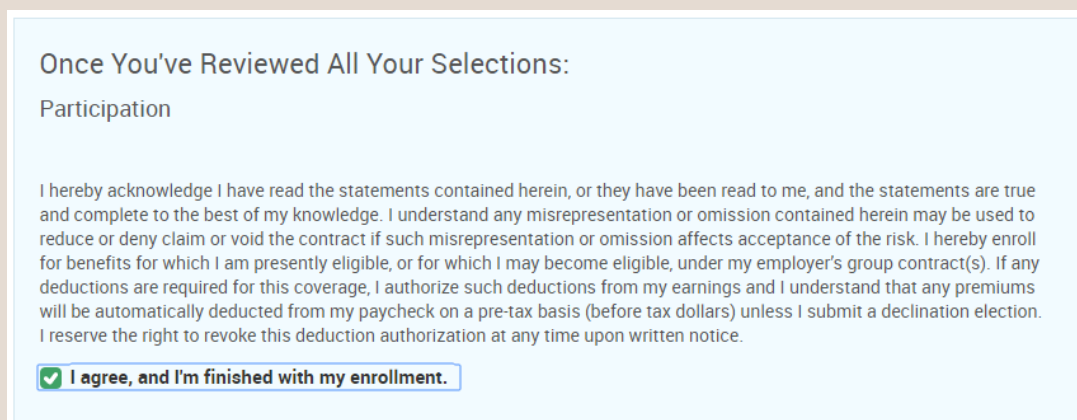 Once You've Reviewed All Your Selections:
Participation
I hereby acknowledge I have read the statements contained herein, or they have been read to me, and the statements are true
and complete to the best of my knowledge. I understand any misrepresentation or omission contained herein may be used to
reduce or deny claim or void the contract if such misrepresentation or omission affects acceptance of the risk. I hereby enroll
for benefits for which I am presently eligible, or for which I may become eligible, under my employer's group contract(s). If any
deductions are required for this coverage, I authorize such deductions from my earnings and I understand that any premiums
will be automatically deducted from my paycheck on a pre-tax basis (before tax dollars) unless I submit a declination election.
I reserve the right to revoke this deduction authorization at any time upon written notice.
I agree, and I'm finished with my enrollment.